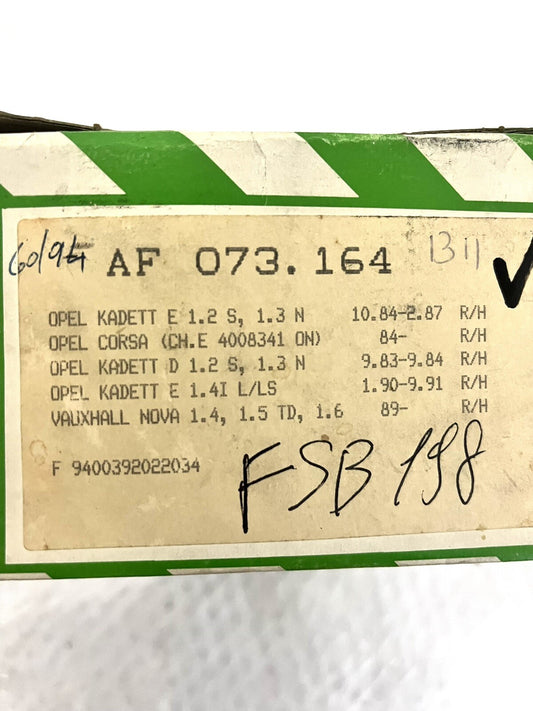 60/94 AF 073.164 1311
OPEL KADETT E 1.2 S, 1.3 N 10.84-2.87 R/H
OPEL CORSA (CH.E 4008341 ON) 84- R/H
OPEL KADETT D 1.2 S, 1.3 N 9.83-9.84 R/H
OPEL KADETT E 1.4I L/LS 1.90-9.91 R/H
VAUXHALL NOVA 1.4, 1.5 TD, 1.6 89- R/H
F 9400392022034
FSB 198